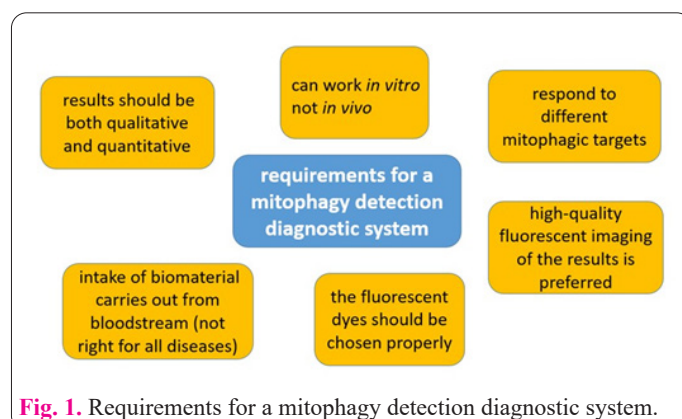 results should be
both qualitative
and quantitative
can work in vitro
not in vivo
respond to
different
mitophagic targets
requirements for a
mitophagy detection
diagnostic system
high-quality
fluorescent imaging
of the results is
preferred
intake of biomaterial
carries out from
bloodstream (not
right for all diseases)
the fluorescent
dyes should be
chosen properly
Fig. 1. Requirements for a mitophagy detection diagnostic system.